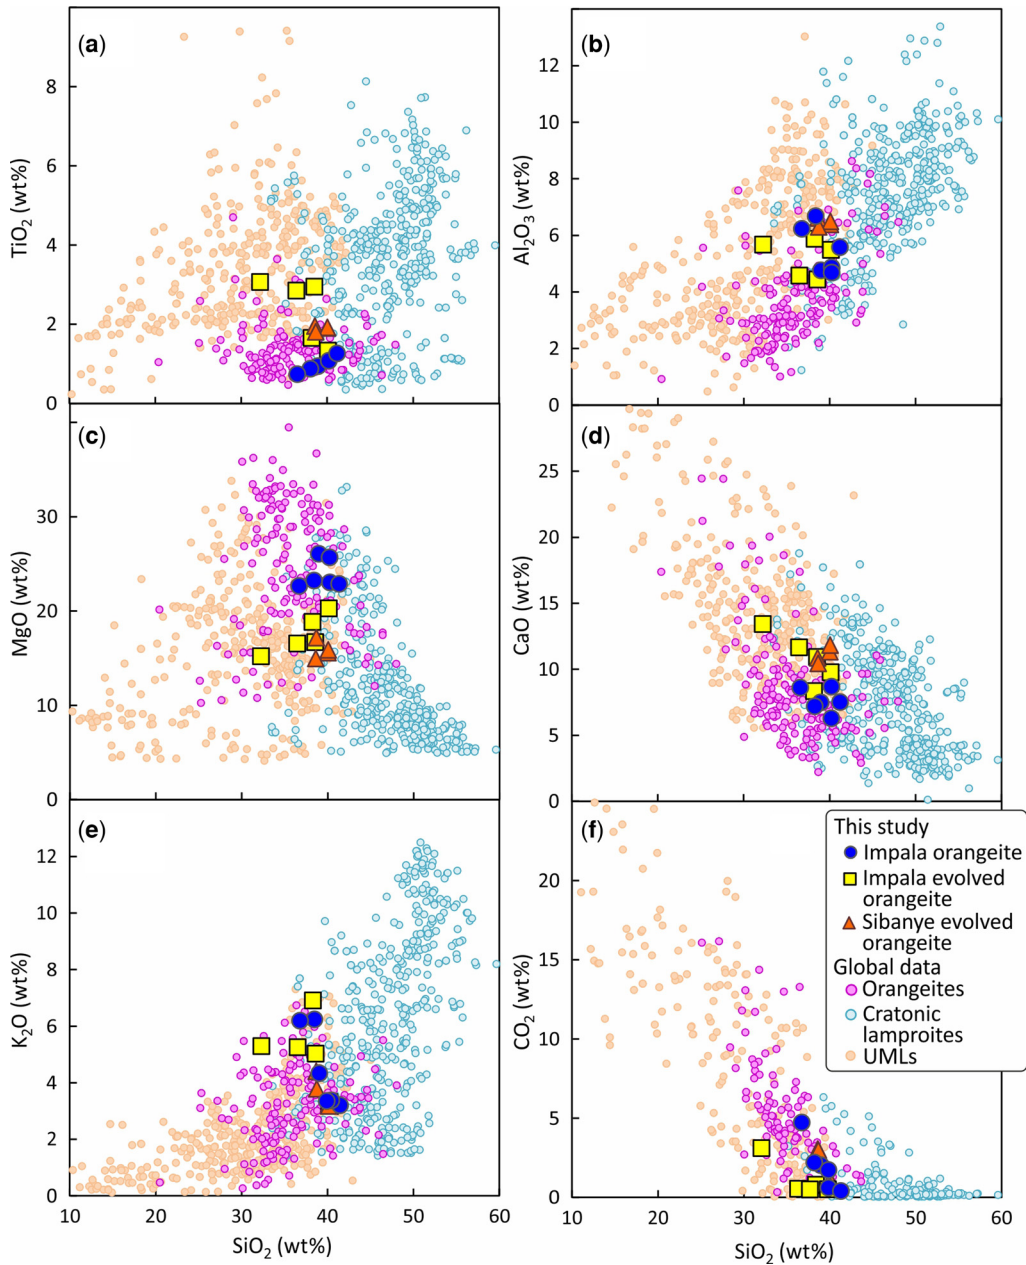 (a)
TiO2 (wt%)
8
6
4
2
0
(b)
Al2O3 (wt%)
12
10
8
6
4
2
0
(c)
MgO (wt%)
30
20
10
0
(d)
CaO (wt%)
25
20
15
10
5
0
(e)
K2O (wt%)
12
10
8
6
4
2
0
10 20 30 40 50 60
SiO2 (wt%)
(f)
CO2 (wt%)
20
15
10
5
0
10 20 30 40 50 60
SiO2 (wt%)
This study
Impala orangeite
Impala evolved
orangeite
Sibanye evolved
orangeite
Global data
Orangeites
Cratonic
lamproites
UMLs